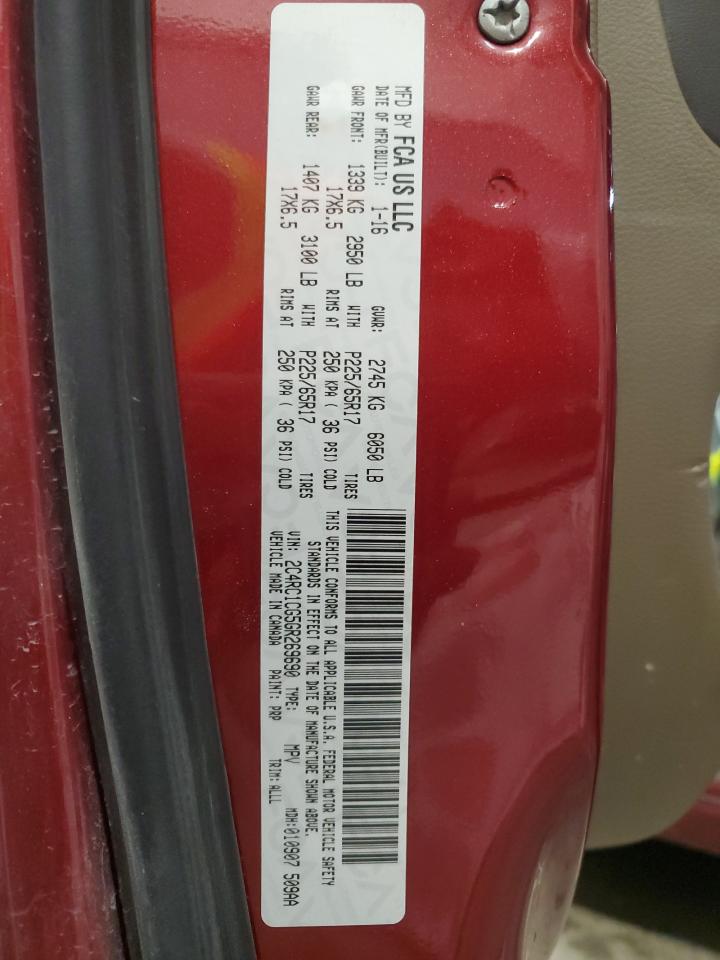 MFD BY FCA US LLC
DATE OF MFR(BUILT): 1-16 GVWR: 2745 KG 6050 LB
GAWR FRONT: 1339 KG 2950 LB WITH P225/65R17 TIRES
17X6.5 RIMS AT 250 KPA ( 36 PSI) COLD
GAWR REAR: 1407 KG 3100 LB WITH P225/65R17 TIRES
17X6.5 RIMS AT 250 KPA ( 36 PSI) COLD
THIS VEHICLE CONFORMS TO ALL APPLICABLE U.S.A. FEDERAL MOTOR VEHICLE SAFETY
STANDARDS IN EFFECT ON THE DATE OF MANUFACTURE SHOWN ABOVE.
VIN: 2C4RC1CG5GR269690 TYPE: MPV MDH:010907 509AA
VEHICLE MADE IN CANADA PAINT: PRP TRIM: ALLL